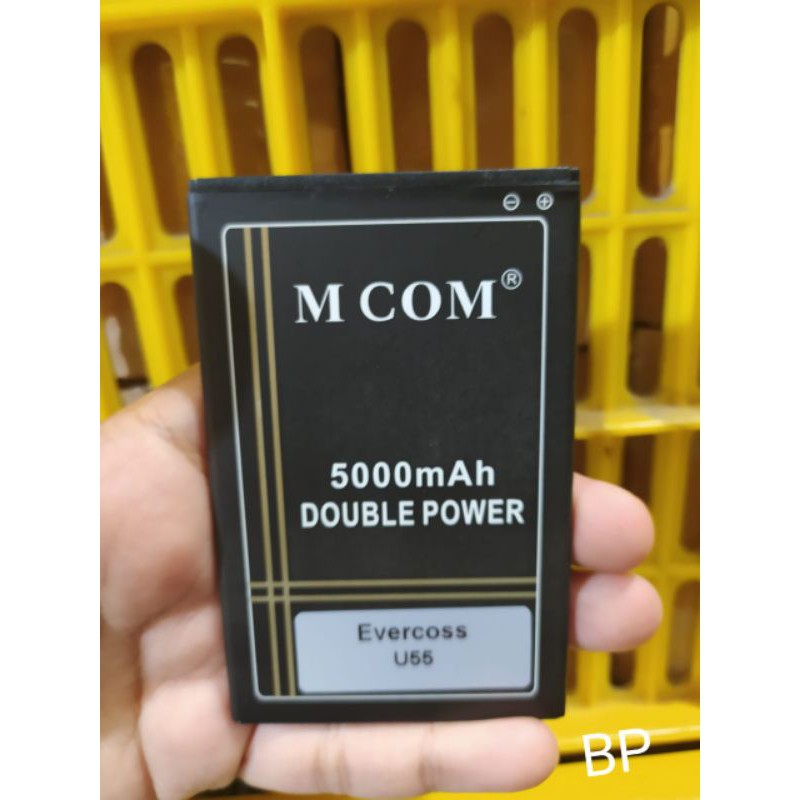 ⊖ ⊕
M COM®
5000mAh
DOUBLE POWER
Evercoss
U55
BP